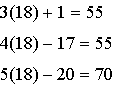 3(18) + 1 = 55
4(18) – 17 = 55
5(18) – 20 = 70